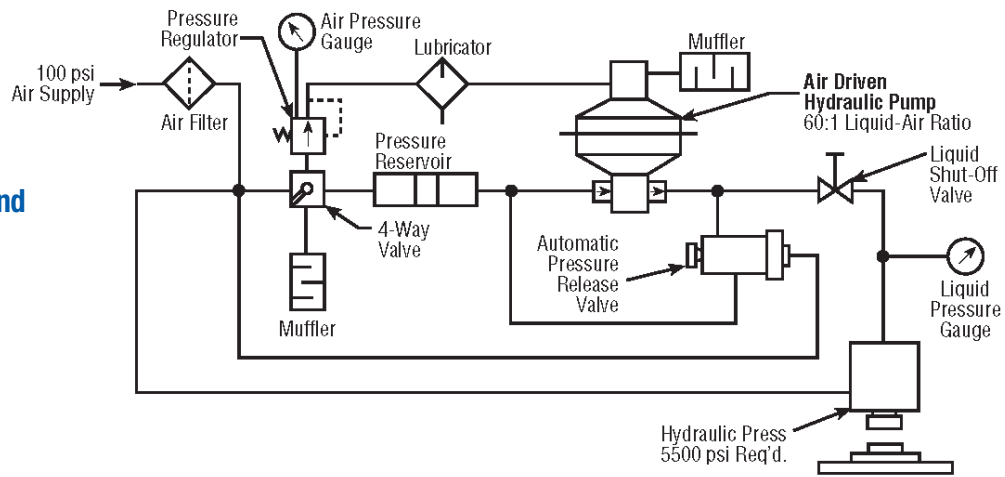 Pressure
Regulator
Air Pressure
Gauge
Lubricator
Muffler
100 psi
Air Supply
Air Filter
Air Driven
Hydraulic Pump
60:1 Liquid-Air Ratio
Pressure
Reservoir
Liquid
Shut-Off
Valve
nd
4-Way
Valve
Automatic
Pressure
Release
Valve
Muffler
Liquid
Pressure
Gauge
Hydraulic Press
5500 psi Req'd.